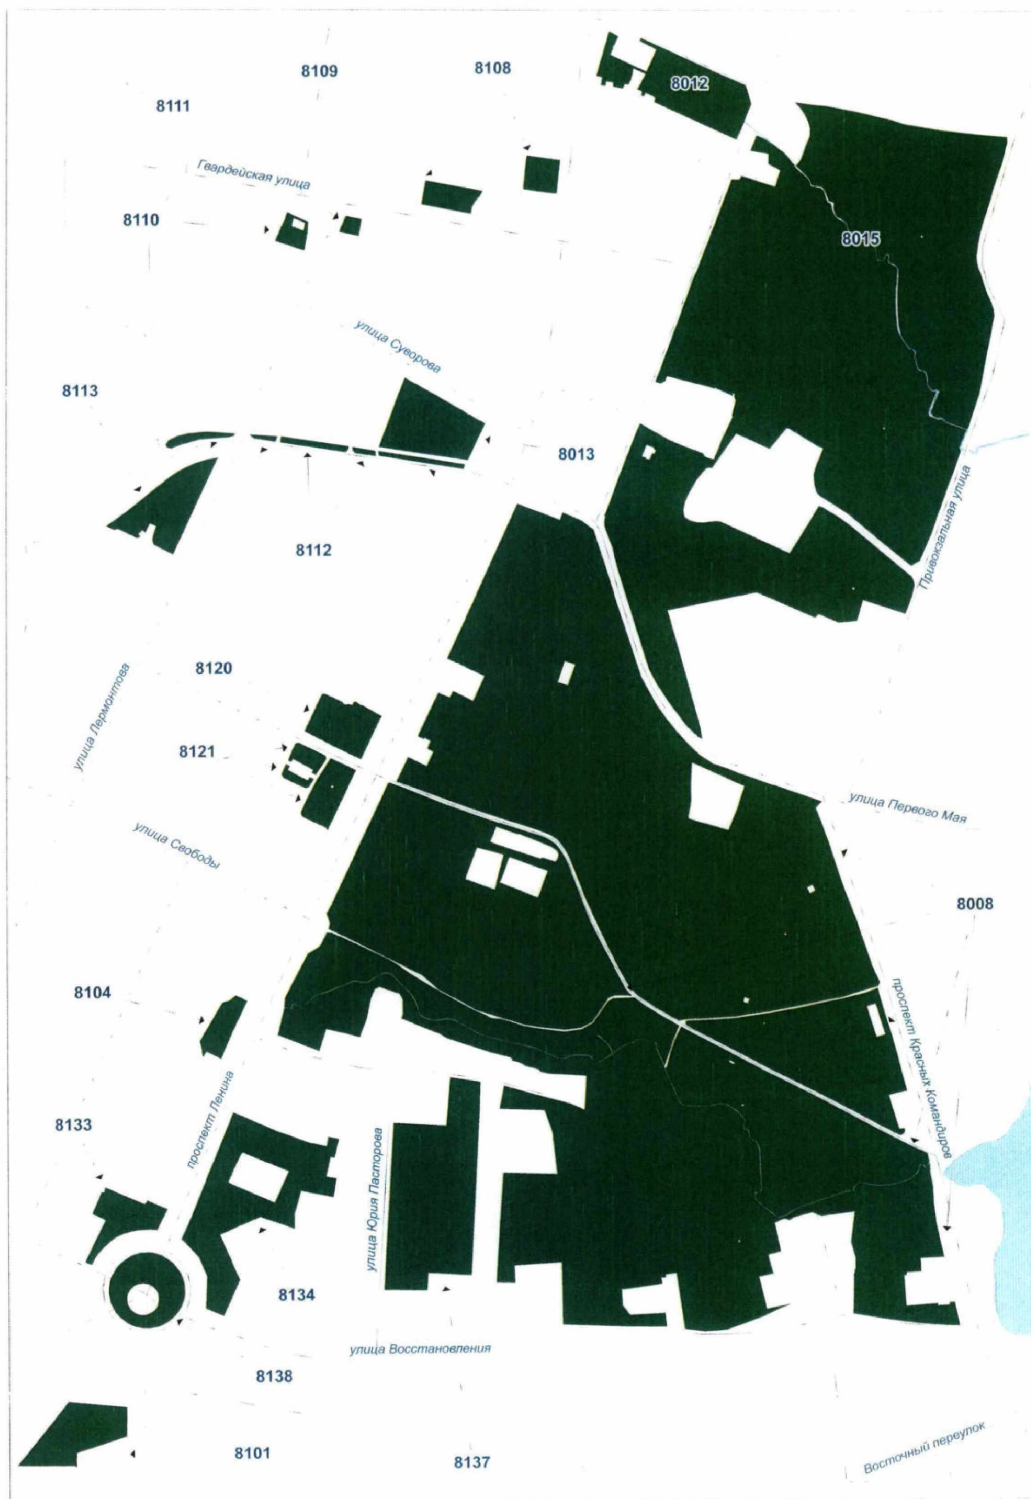 8109
8108
8012
8111
Гвардейская улица
8110
8015
улица Суворова
8113
8013
Привокзальная улица
8112
8120
улица Лермонтова
8121
улица Первого Мая
улица Свободы
8008
8104
проспект Красных Командиров
проспект Ленина
8133
улица Юрия Пасторова
8134
улица Восстановления
8138
8101
8137
Восточный переулок